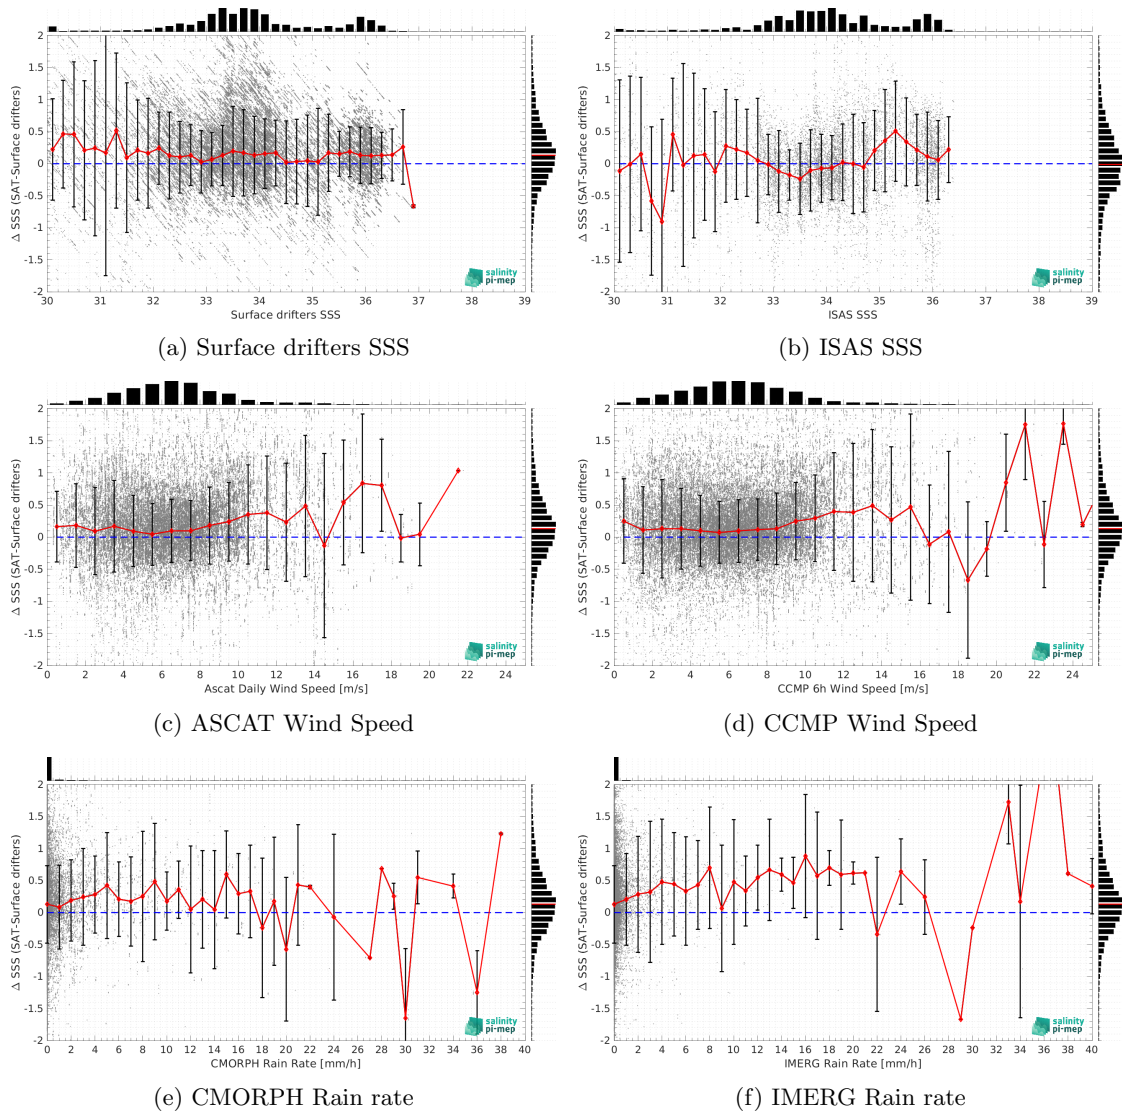 2
1.5
1
0.5
0
-0.5
-1
-1.5
-2
Δ SSS (SAT-Surface drifters)
30 31 32 33 34 35 36 37 38 39
Surface drifters SSS
salinity
pi-mep
(a) Surface drifters SSS
2
1.5
1
0.5
0
-0.5
-1
-1.5
-2
Δ SSS (SAT-Surface drifters)
30 31 32 33 34 35 36 37 38 39
ISAS SSS
salinity
pi-mep
(b) ISAS SSS
2
1.5
1
0.5
0
-0.5
-1
-1.5
-2
Δ SSS (SAT-Surface drifters)
0 2 4 6 8 10 12 14 16 18 20 22 24
Ascat Daily Wind Speed [m/s]
salinity
pi-mep
(c) ASCAT Wind Speed
2
1.5
1
0.5
0
-0.5
-1
-1.5
-2
Δ SSS (SAT-Surface drifters)
0 2 4 6 8 10 12 14 16 18 20 22 24
CCMP 6h Wind Speed [m/s]
salinity
pi-mep
(d) CCMP Wind Speed
2
1.5
1
0.5
0
-0.5
-1
-1.5
-2
Δ SSS (SAT-Surface drifters)
0 2 4 6 8 10 12 14 16 18 20 22 24 26 28 30 32 34 36 38 40
CMORPH Rain Rate [mm/h]
salinity
pi-mep
(e) CMORPH Rain rate
2
1.5
1
0.5
0
-0.5
-1
-1.5
-2
Δ SSS (SAT-Surface drifters)
0 2 4 6 8 10 12 14 16 18 20 22 24 26 28 30 32 34 36 38 40
IMERG Rain Rate [mm/h]
salinity
pi-mep
(f) IMERG Rain rate